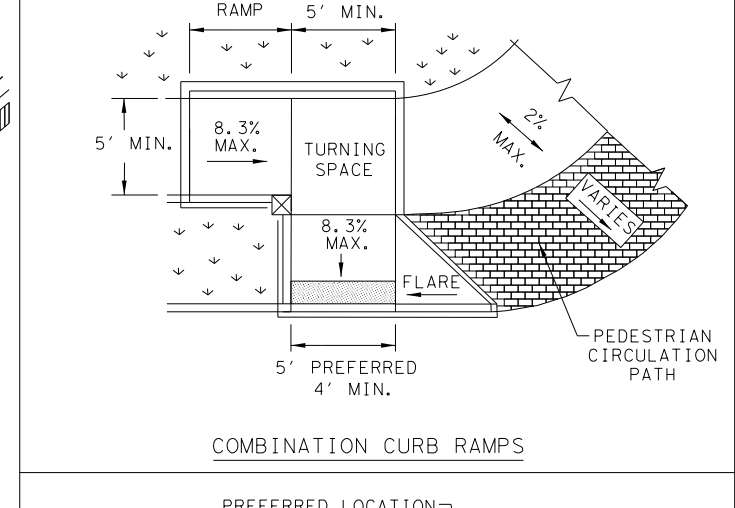 RAMP
5' MIN.
5' MIN.
8.3%
MAX.
TURNING
SPACE
2%
MAX.
VARIES
8.3%
MAX.
FLARE
PEDESTRIAN
CIRCULATION
PATH
5' PREFERRED
4' MIN.
COMBINATION CURB RAMPS
PREFERRED LOCATION